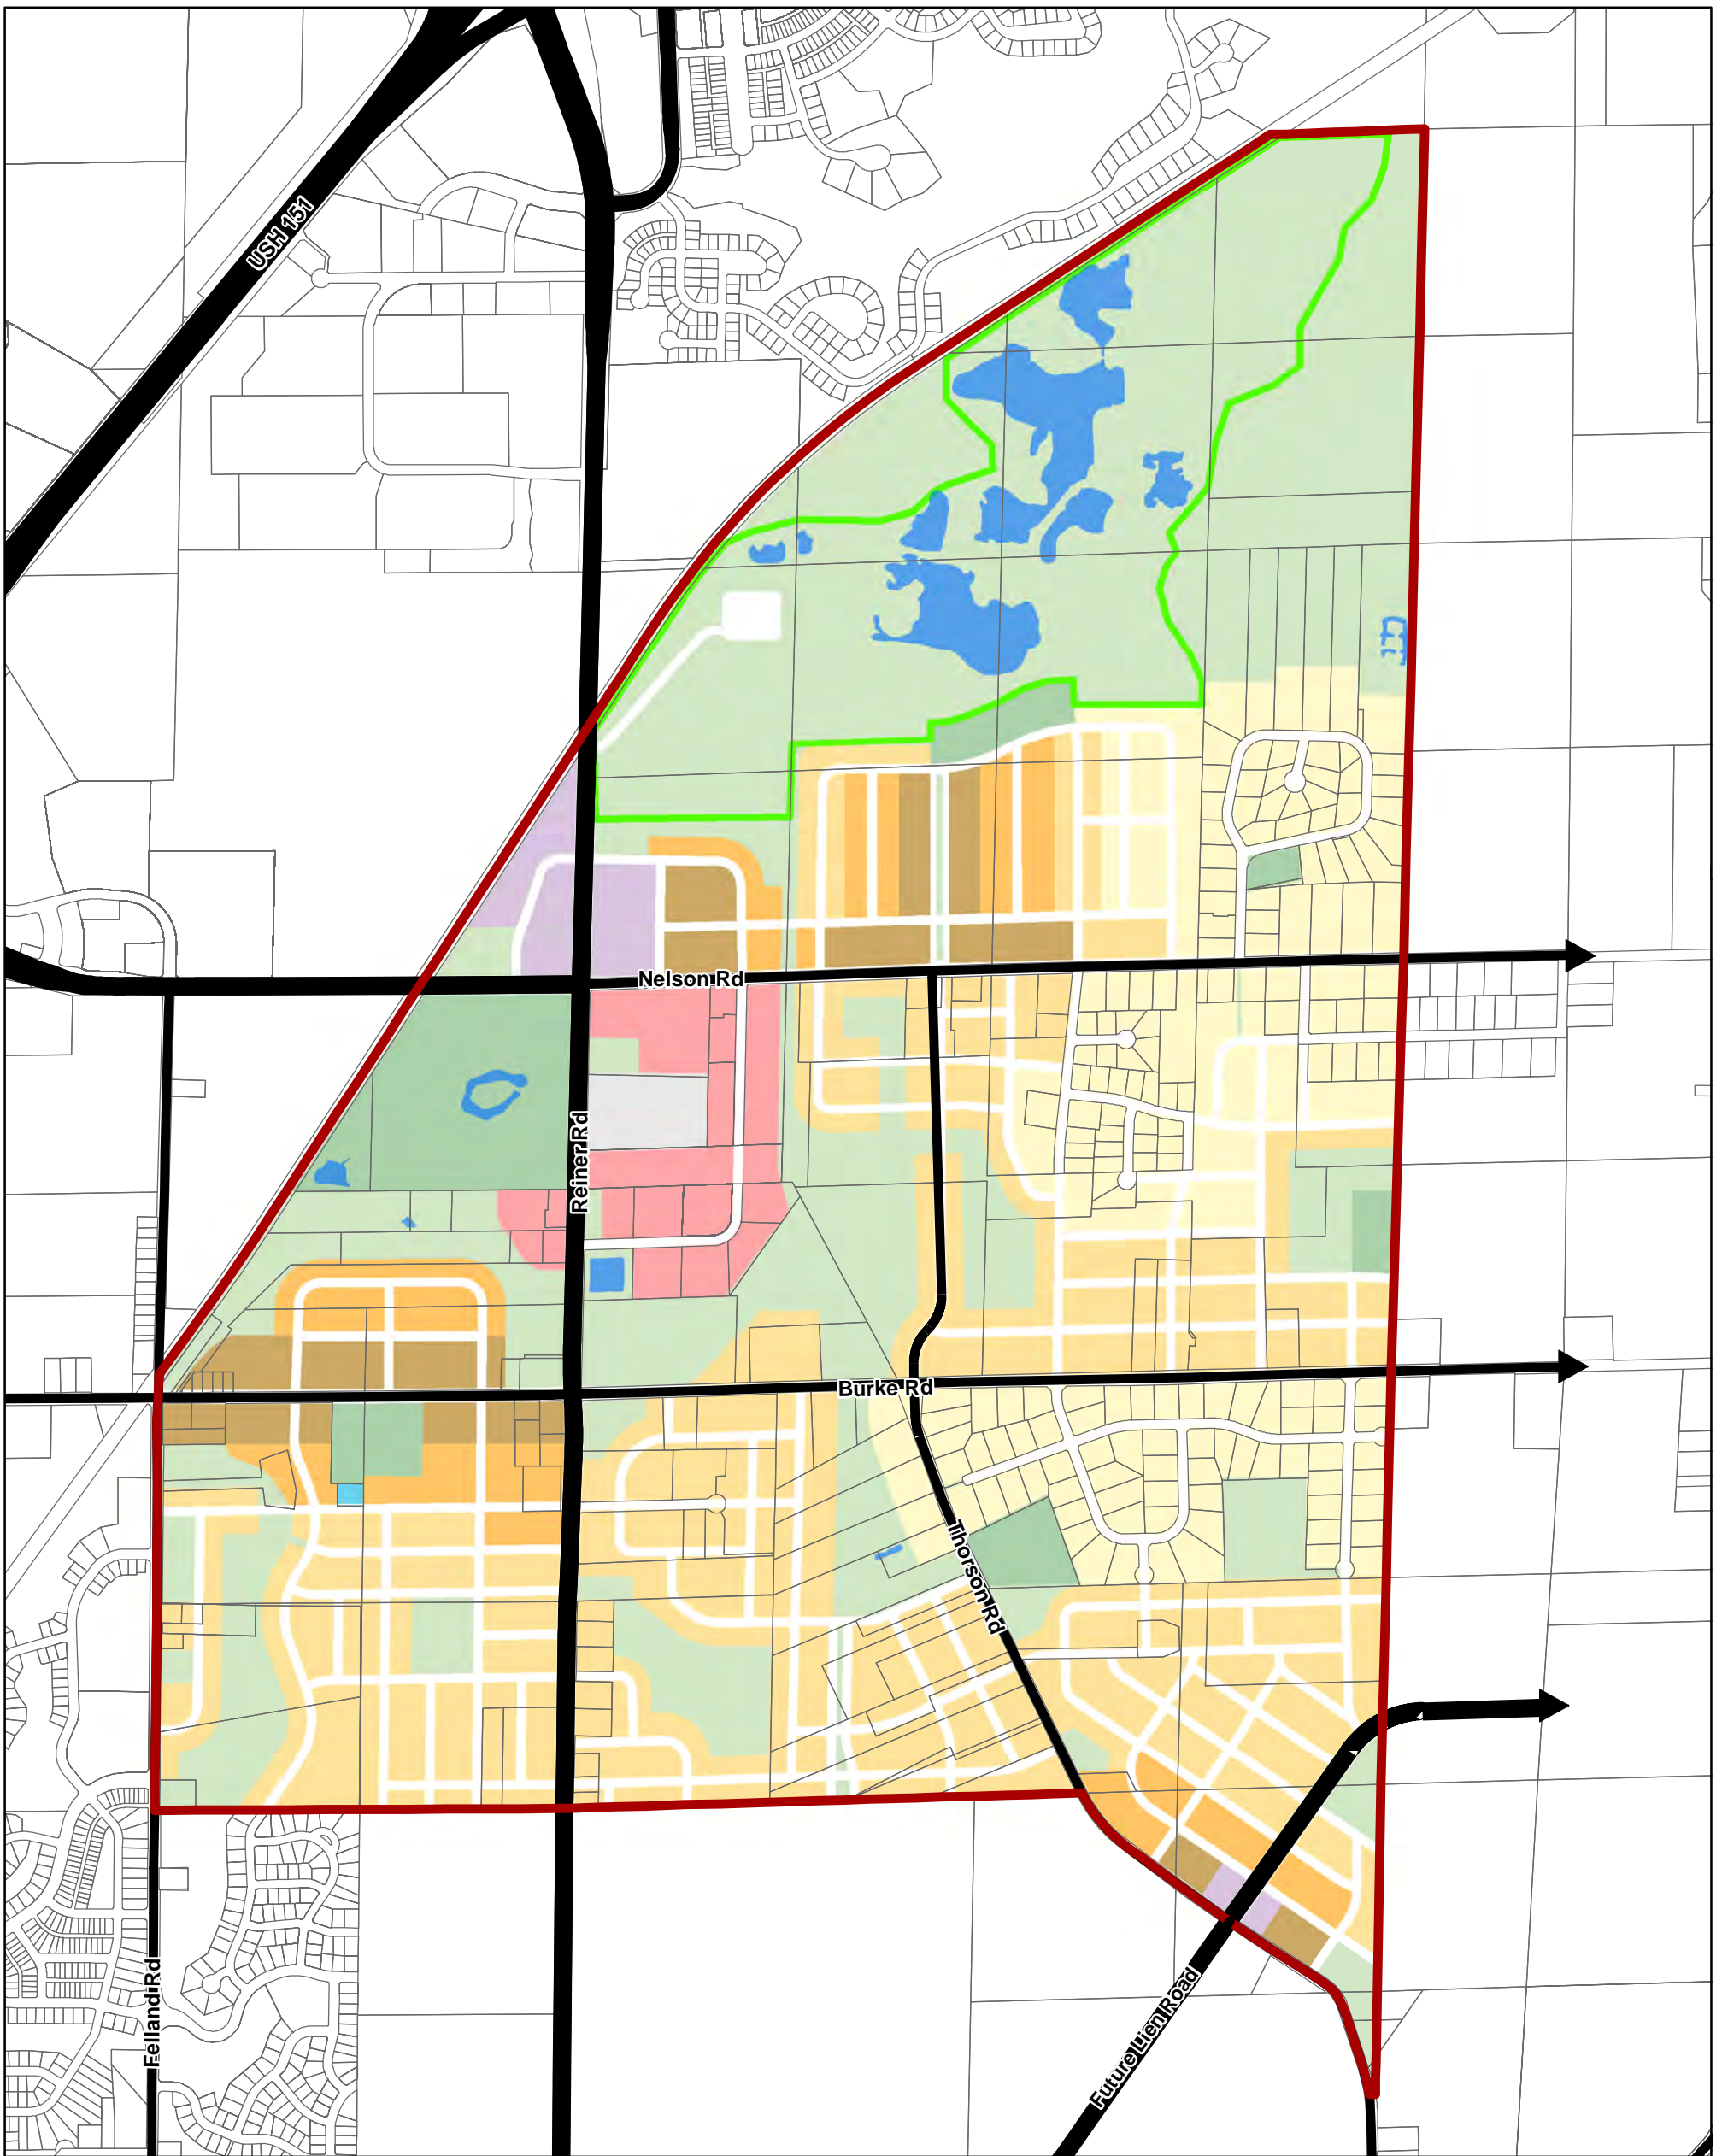 USH 151
Nelson Rd
Reiner Rd
Burke Rd
Thorson Rd
Felland Rd
Future Lien Road